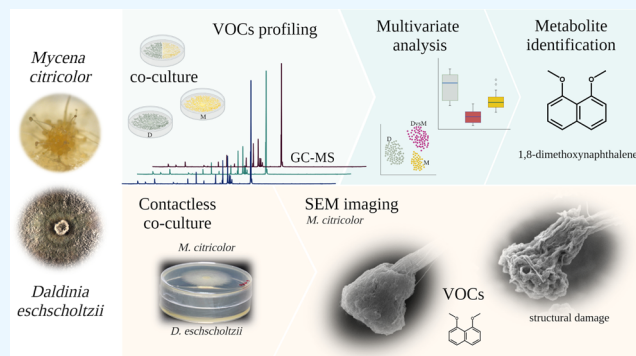 Mycena
citricolor
Daldinia
eschscholtzii
VOCs profiling
co-culture
D
M
GC-MS
Multivariate
analysis
D
DvsM
M
Metabolite
identification
O O
1,8-dimethoxynaphthalene
Contactless
co-culture
M. citricolor
D. eschscholtzii
SEM imaging
M. citricolor
VOCs
O O
structural damage